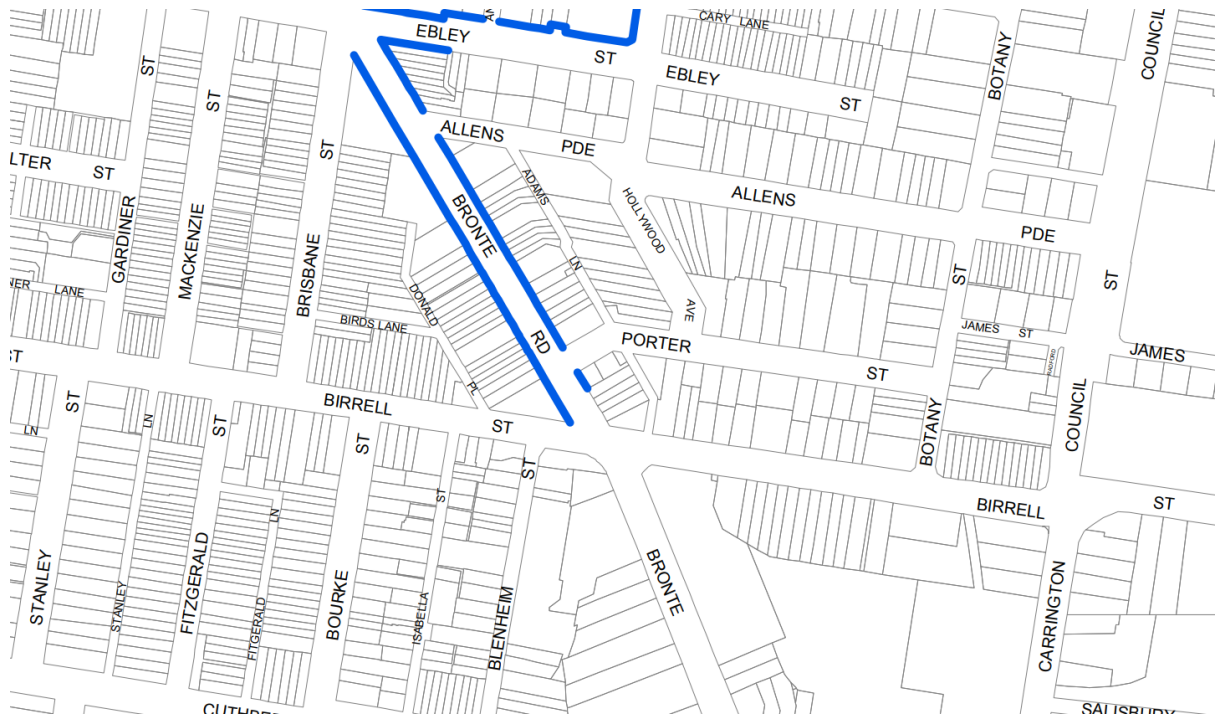 CARY LANE
EBLEY
ST
EBLEY
ST
BOTANY
COUNCIL
ST
ST
ST
ALLENS
PDE
ST
ADAMS
LN
HOLLYWOOD
AVE
ALLENS
PDE
GARDINER
MACKENZIE
BRISBANE
BRONTE
RD
ST
ST
LANE
BIRDS LANE
DONALD
PL
PORTER
ST
JAMES ST
JAMES
ST
BIRRELL
ST
ST
LN
ST
ST
ST
LN
LN
ST
BOTANY
COUNCIL
BIRRELL
ST
STANLEY
STANLEY
FITZGERALD
FITGERALD
BOURKE
ISABELLA
BLENHEIM
BRONTE
CARRINGTON
SALISBURY